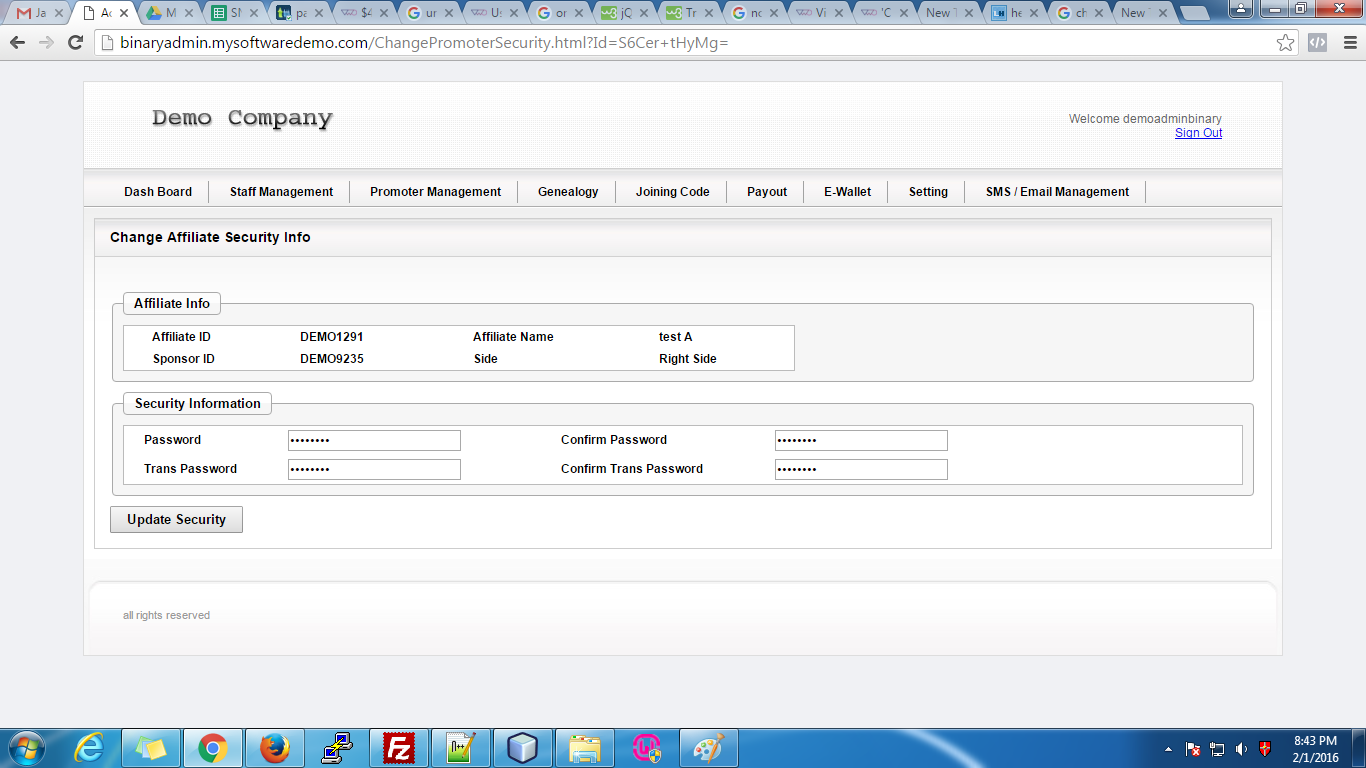 Ja
Ac
M
SM
pa
$4
ur
Us
or
jQ
Tr
nc
Vi
'C
New T
he
ch
New
binaryadmin.mysoftwaredemo.com/ChangePromoterSecurity.html?Id=S6Cer+tHyMg=
Demo Company
Welcome demoadminbinary
Sign Out
Dash Board Staff Management Promoter Management Genealogy Joining Code Payout E-Wallet Setting SMS / Email Management
Change Affiliate Security Info
Affiliate Info
Affiliate ID DEMO1291 Affiliate Name test A
Sponsor ID DEMO9235 Side Right Side
Security Information
Password •••••••• Confirm Password ••••••••
Trans Password •••••••• Confirm Trans Password ••••••••
Update Security
all rights reserved
8:43 PM
2/1/2016